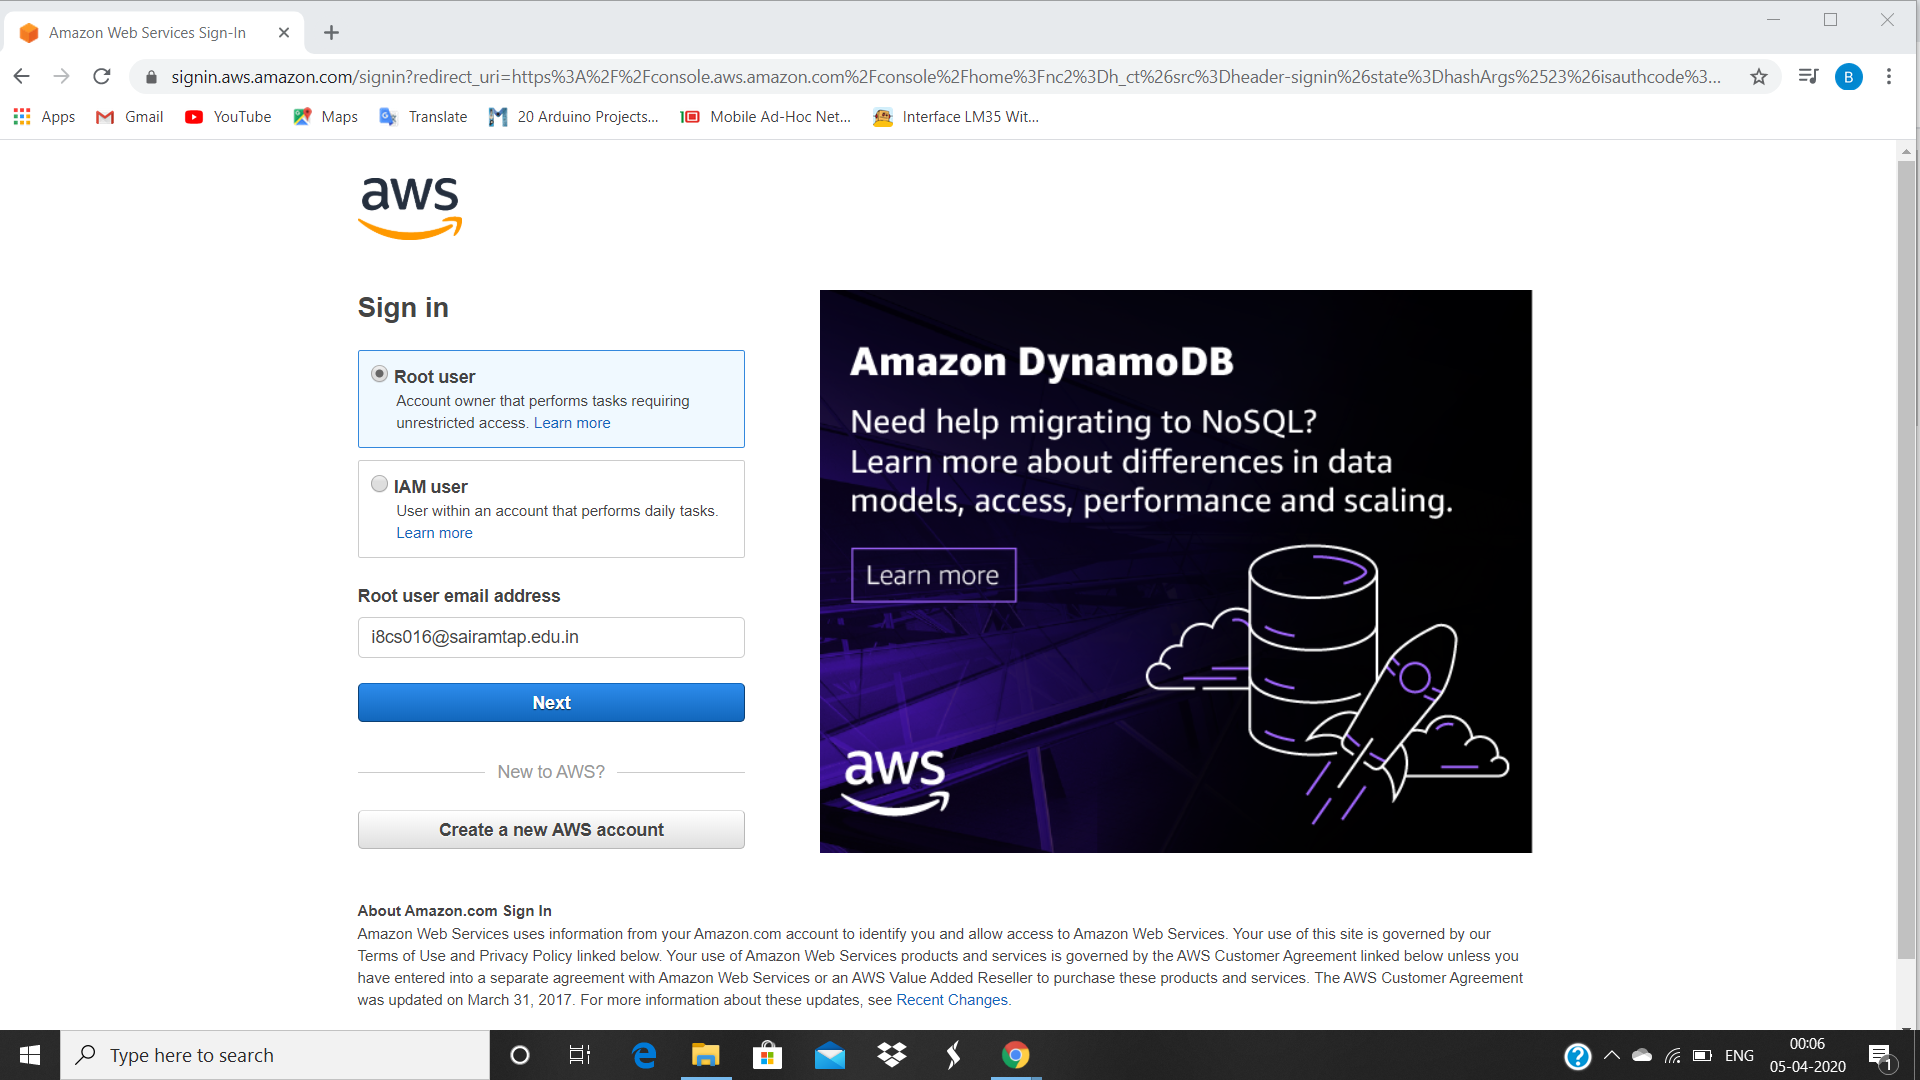 Amazon Web Services Sign-In
signin.aws.amazon.com/signin?redirect_uri=https%3A%2F%2Fconsole.aws.amazon.com%2Fconsole%2Fhome%3Fnc2%3Dh_ct%26src%3Dheader-signin%26state%3DhashArgs%2523%26isauthcode%3...
B
Apps Gmail YouTube Maps Translate 20 Arduino Projects... Mobile Ad-Hoc Net... Interface LM35 Wit...
aws
Sign in
Root user
Account owner that performs tasks requiring
unrestricted access. Learn more
IAM user
User within an account that performs daily tasks.
Learn more
Root user email address
i8cs016@sairamtap.edu.in
Next
New to AWS?
Create a new AWS account
Amazon DynamoDB
Need help migrating to NoSQL?
Learn more about differences in data
models, access, performance and scaling.
Learn more
aws
About Amazon.com Sign In
Amazon Web Services uses information from your Amazon.com account to identify you and allow access to Amazon Web Services. Your use of this site is governed by our
Terms of Use and Privacy Policy linked below. Your use of Amazon Web Services products and services is governed by the AWS Customer Agreement linked below unless you
have entered into a separate agreement with Amazon Web Services or an AWS Value Added Reseller to purchase these products and services. The AWS Customer Agreement
was updated on March 31, 2017. For more information about these updates, see Recent Changes.
Type here to search
ENG
00:06
05-04-2020
1